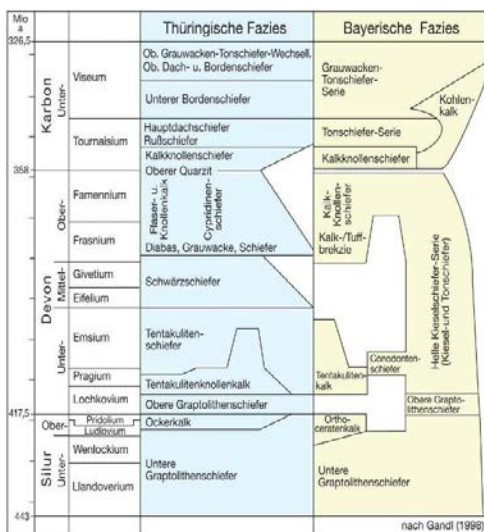 Mio
a
326,5
358
417,5
443
Karbon
Unter-
Devon
Ober-
Mittel-
Unter-
Silur
Ober-
Unter-
Viseum
Tournaisium
Famennium
Frasnium
Givetium
Eifelium
Emsium
Pragium
Lochkovium
Pridolium
Ludlovium
Wenlockium
Llandoverium
Thüringische Fazies
Ob. Grauwacken-Tonschiefer-Wechsell.
Ob. Dach- u. Bordenschiefer
Unterer Bordenschiefer
Hauptdachschiefer
Rußschiefer
Kalkknollenschiefer
Oberer Quarzit
Flaser- u.
Knollenkalk
Cypridinen-
schiefer
Diabas, Grauwacke, Schiefer
Schwärzschiefer
Tentakuliten-
schiefer
Tentakulitenknollenkalk
Obere Graptolithenschiefer
Ockerkalk
Untere
Graptolithenschiefer
Bayerische Fazies
Grauwacken-
Tonschiefer-
Serie
Kohlen-
kalk
Tonschiefer-Serie
Kalkknollenschiefer
Kalk-
Knollen-
schiefer
Kalk-/Tuff-
brekzie
Helle Kieselschiefer-Serie
(Kiesel-und Tonschiefer)
Conodonten-
schiefer
Tentakuliten-
kalk
Obere Grapto-
lithenschiefer
Ortho-
ceratenkalk
Untere
Graptolithenschiefer
nach Gandl (1998)